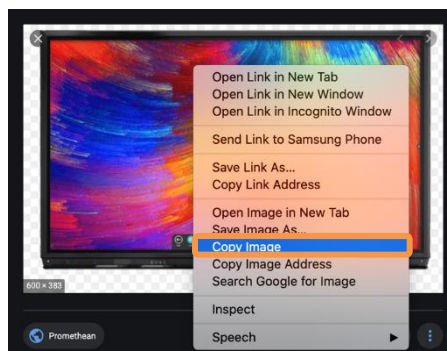 Open Link in New Tab
Open Link in New Window
Open Link in Incognito Window
Send Link to Samsung Phone
Save Link As...
Copy Link Address
Open Image in New Tab
Save Image As...
Copy Image
Copy Image Address
Search Google for Image
Inspect
Speech
600 × 383
Promethean